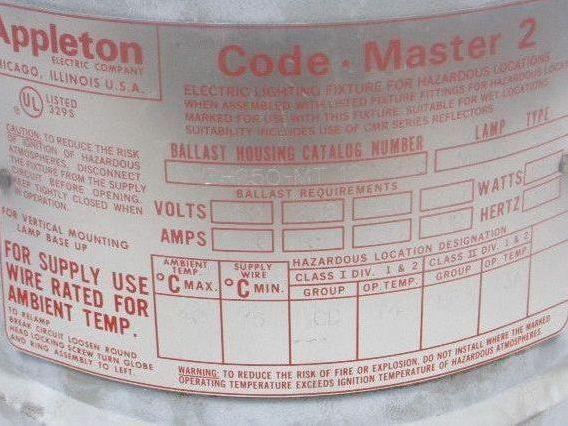 Appleton
ELECTRIC COMPANY
CHICAGO, ILLINOIS U.S.A.
UL ® LISTED
329S
Code · Master 2
ELECTRIC LIGHTING FIXTURE FOR HAZARDOUS LOCATIONS
WHEN ASSEMBLED WITH LISTED FIXTURE FITTINGS FOR HAZARDOUS LOCAT
MARKED FOR USE WITH THIS FIXTURE. SUITABLE FOR WET LOCATIONS
SUITABILITY INCLUDES USE OF CMR SERIES REFLECTORS
CAUTION: TO REDUCE THE RISK
OF IGNITION OF HAZARDOUS
ATMOSPHERES, DISCONNECT
THE FIXTURE FROM THE SUPPLY
CIRCUIT BEFORE OPENING.
KEEP TIGHTLY CLOSED WHEN
IN OPERATION.
FOR VERTICAL MOUNTING
LAMP BASE UP
FOR SUPPLY USE
WIRE RATED FOR
AMBIENT TEMP.
TO RELAMP
BREAK CIRCUIT LOOSEN ROUND
HEAD LOCKING SCREW TURN GLOBE
AND RING ASSEMBLY TO LEFT.
BALLAST HOUSING CATALOG NUMBER
LAMP TYPE
BALLAST REQUIREMENTS
VOLTS
WATTS
AMPS
HERTZ
AMBIENT TEMP. °C MAX.
SUPPLY WIRE °C MIN.
HAZARDOUS LOCATION DESIGNATION
CLASS I DIV. 1 & 2
CLASS II DIV. 1 & 2
GROUP
OP. TEMP.
GROUP
OP. TEMP.
WARNING: TO REDUCE THE RISK OF FIRE OR EXPLOSION, DO NOT INSTALL WHERE THE MARKED
OPERATING TEMPERATURE EXCEEDS IGNITION TEMPERATURE OF HAZARDOUS ATMOSPHERES.